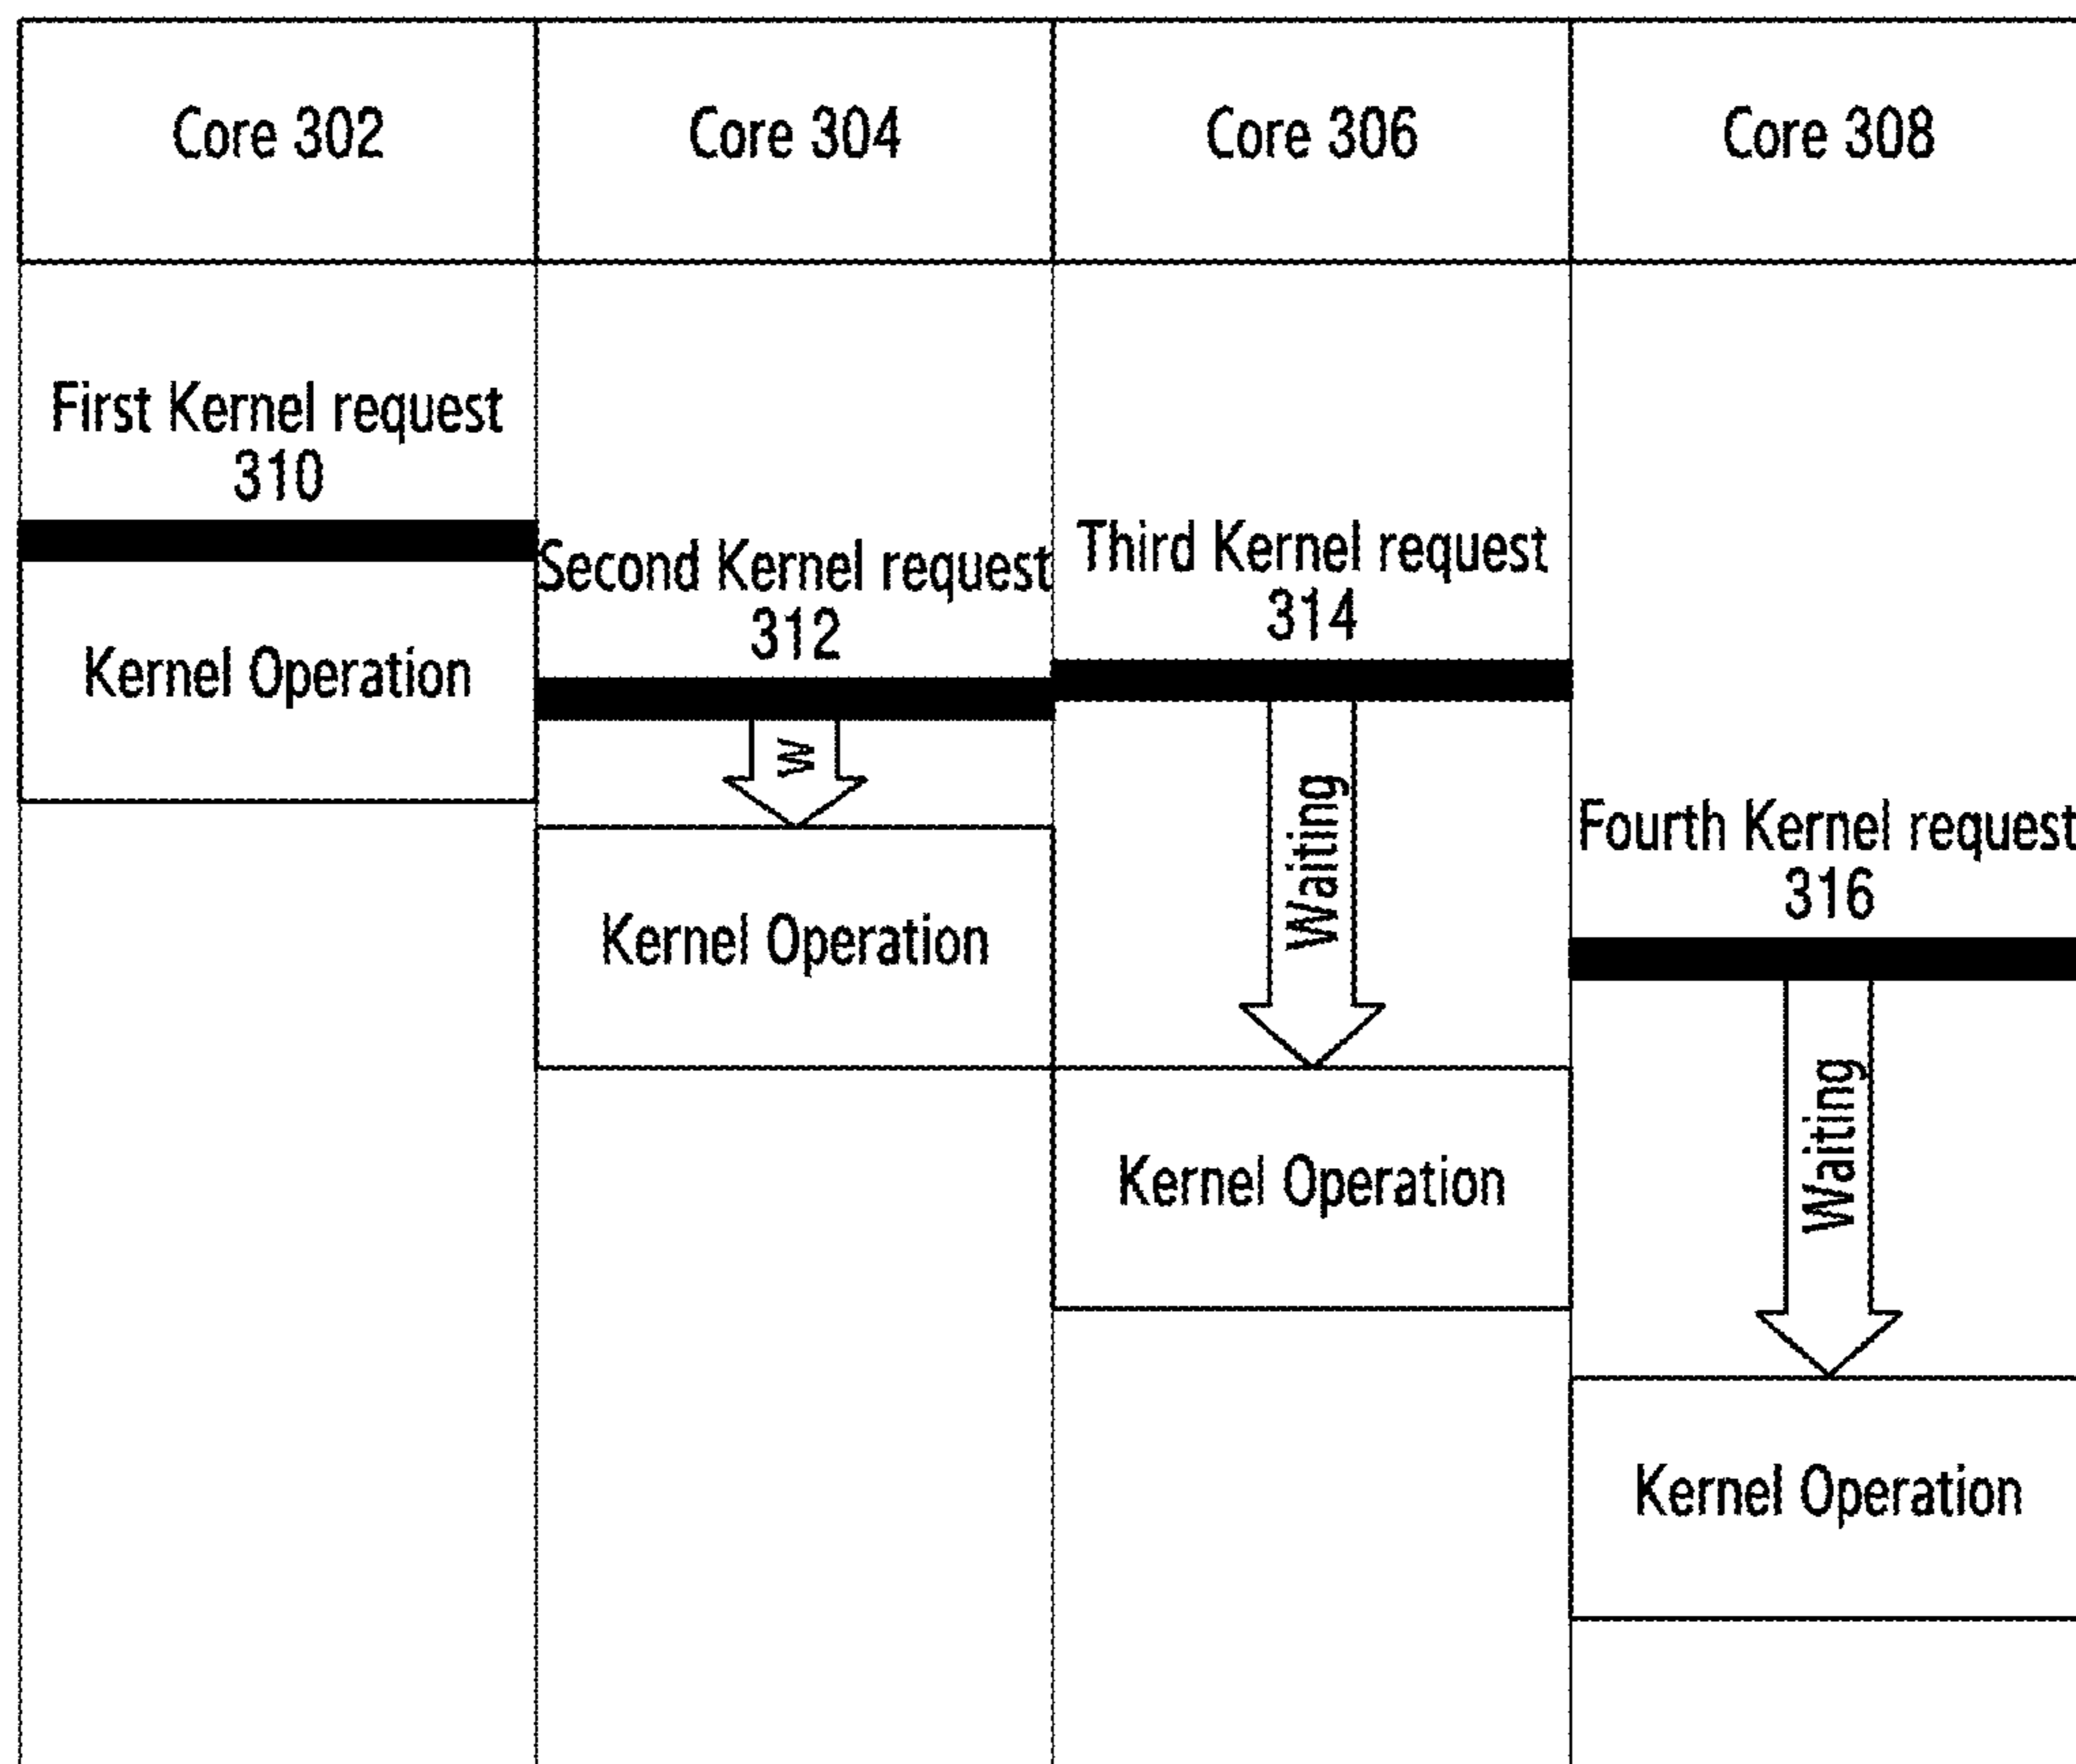 Core 302
Core 304
Core 306
Core 308
First Kernel request
310
Kernel Operation
Second Kernel request
312
W
Kernel Operation
Third Kernel request
314
Waiting
Kernel Operation
Fourth Kernel request
316
Waiting
Kernel Operation